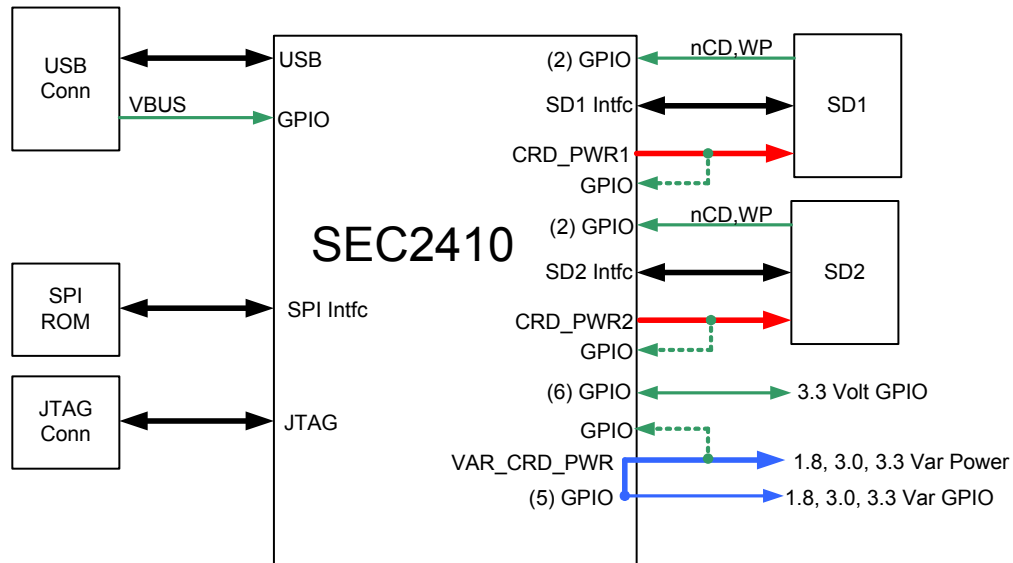 USB
Conn
VBUS
USB
GPIO
SPI
ROM
SPI Intfc
JTAG
Conn
JTAG
SEC2410
(2) GPIO
nCD,WP
SD1 Intfc
SD1
CRD_PWR1
GPIO
(2) GPIO
nCD,WP
SD2 Intfc
SD2
CRD_PWR2
GPIO
(6) GPIO
3.3 Volt GPIO
GPIO
VAR_CRD_PWR
1.8, 3.0, 3.3 Var Power
(5) GPIO
1.8, 3.0, 3.3 Var GPIO